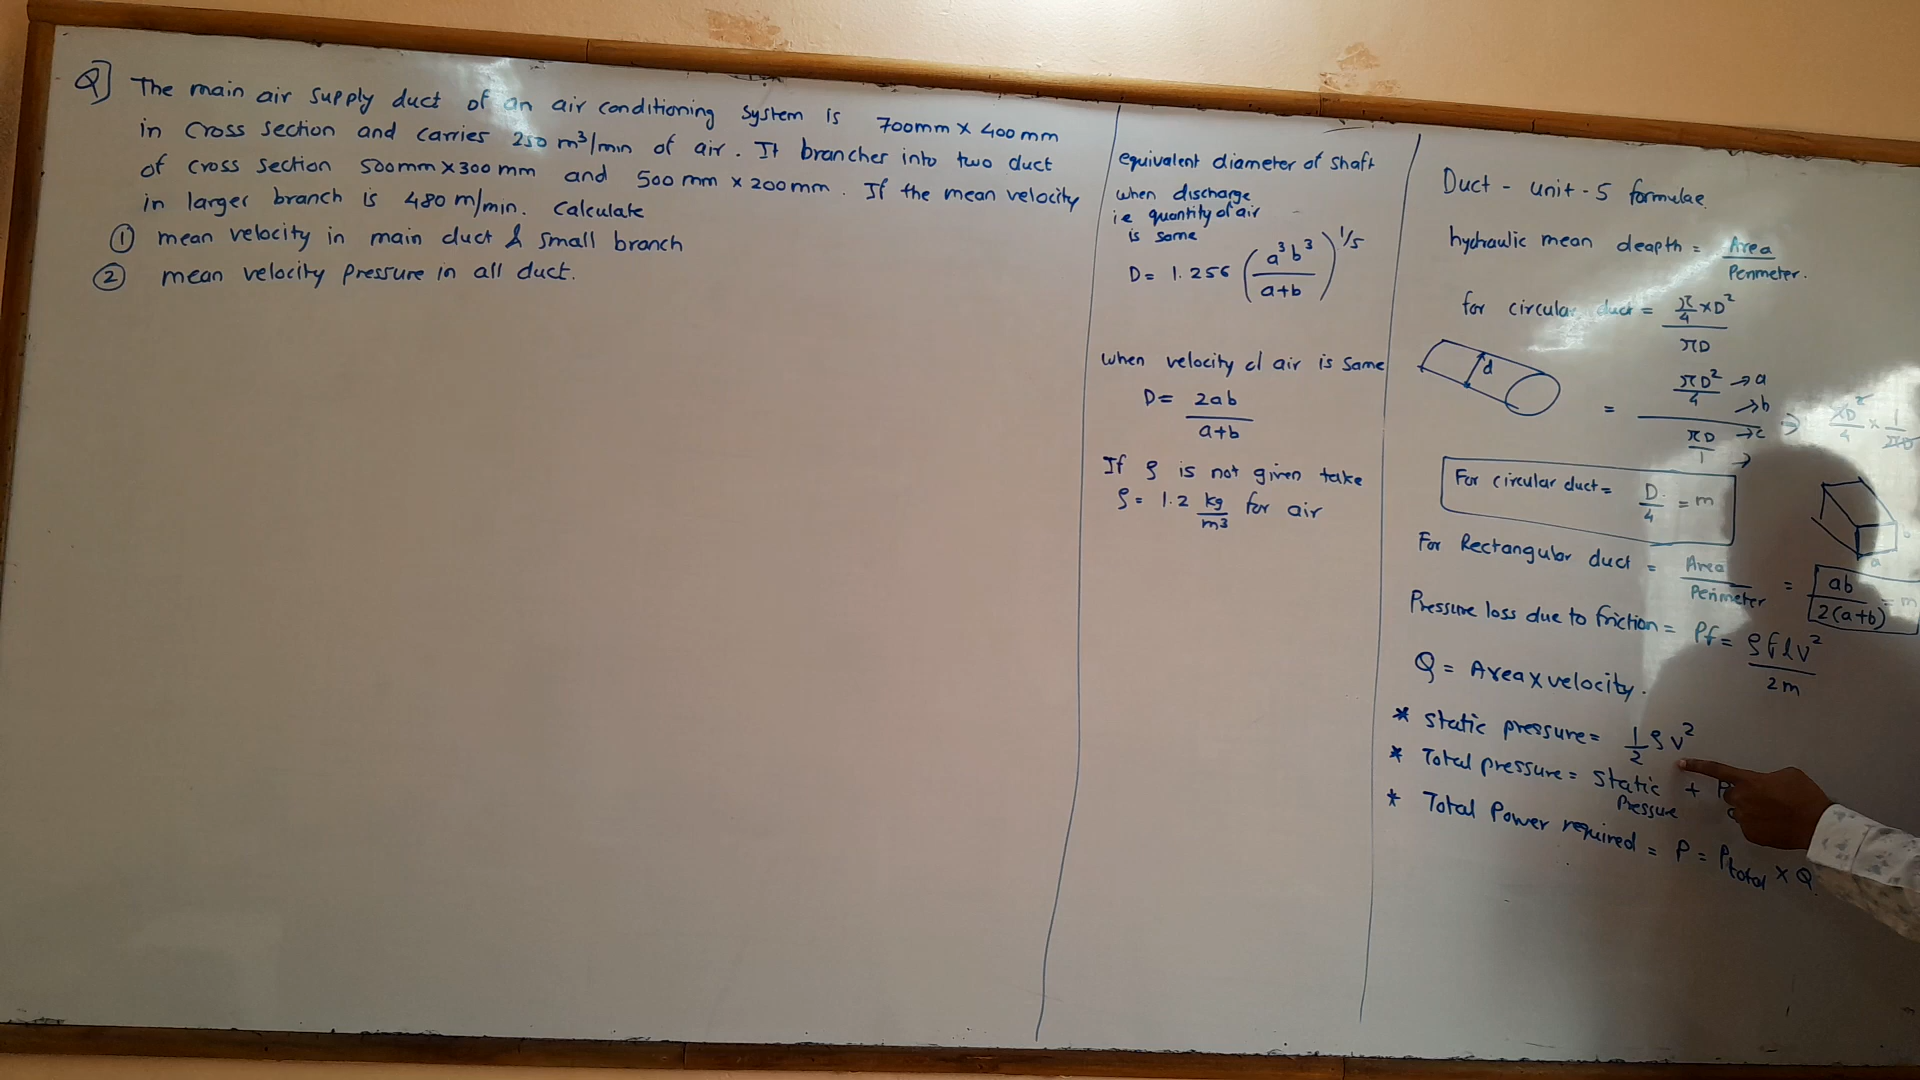 Q] The main air supply duct of an air conditioning system is 700mm x 400 mm
in cross section and carries 250 m³/min of air. It branches into two duct
of cross section 500mm x 300 mm and 500 mm x 200mm. If the mean velocity
in larger branch is 480 m/min. Calculate
① mean velocity in main duct & small branch
② mean velocity pressure in all duct.
equivalent diameter of shaft
when discharge
ie quantity of air
is same
D = 1.256 (a³b³/a+b)^1/5
when velocity of air is same
D = 2ab/a+b
If ρ is not given take
ρ = 1.2 kg/m³ for air
Duct - unit - 5 formulae.
hydraulic mean deapth = Area/Perimeter.
for circular duct = π/4 x D²/πD
d
= πD²/4 / πD/1 → a → b → c → ⇒ πD²/4 x 1/πD
For circular duct = D/4 = m
For Rectangular duct = Area/Perimeter = ab/2(a+b) = m
a
b
Pressure loss due to friction = Pf = ρflv²/2m
Q = Area x velocity.
* Static pressure = 1/2 ρv²
* Total pressure = Static Pressure +
* Total Power required = P = Ptotal x Q.